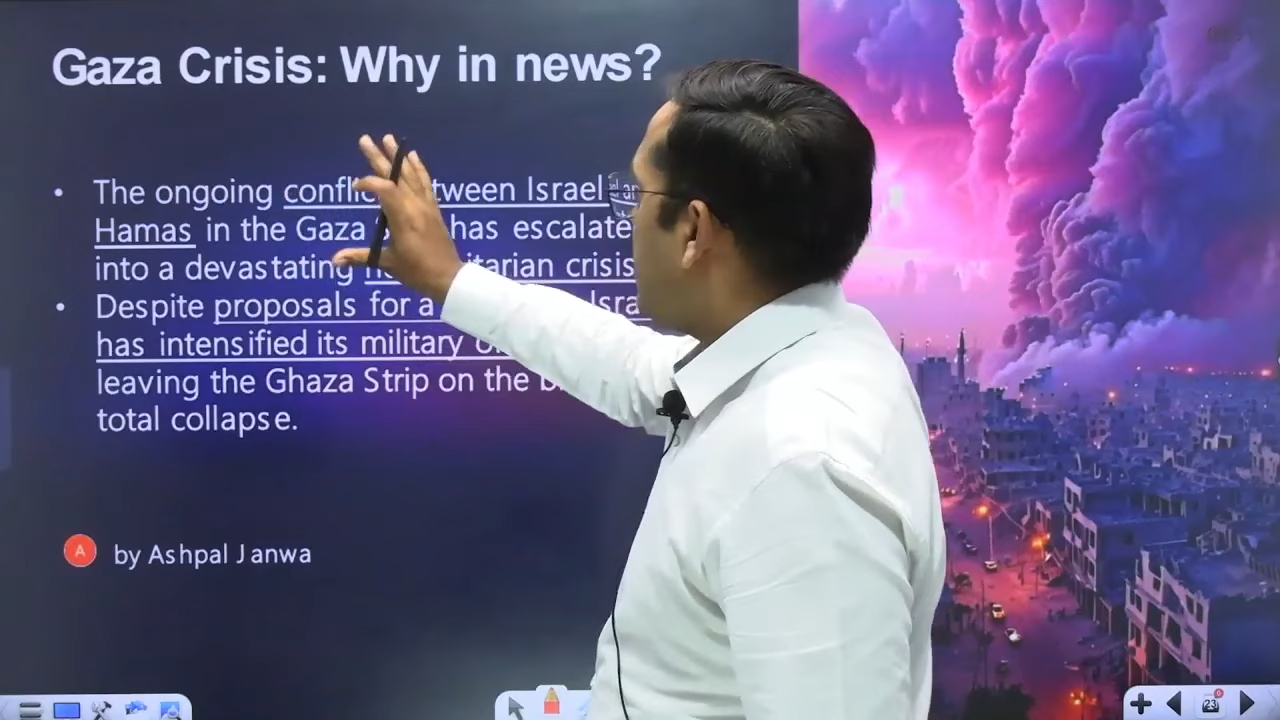 Gaza Crisis: Why in news?
• The ongoing tween Israel
Hamas in the Gaza has escalate
into a devastating itarian crisis
• Despite proposals for a Isra
has intensified its military
leaving the Ghaza Strip on the
total collapse.
A by Ashpal Janwa
23